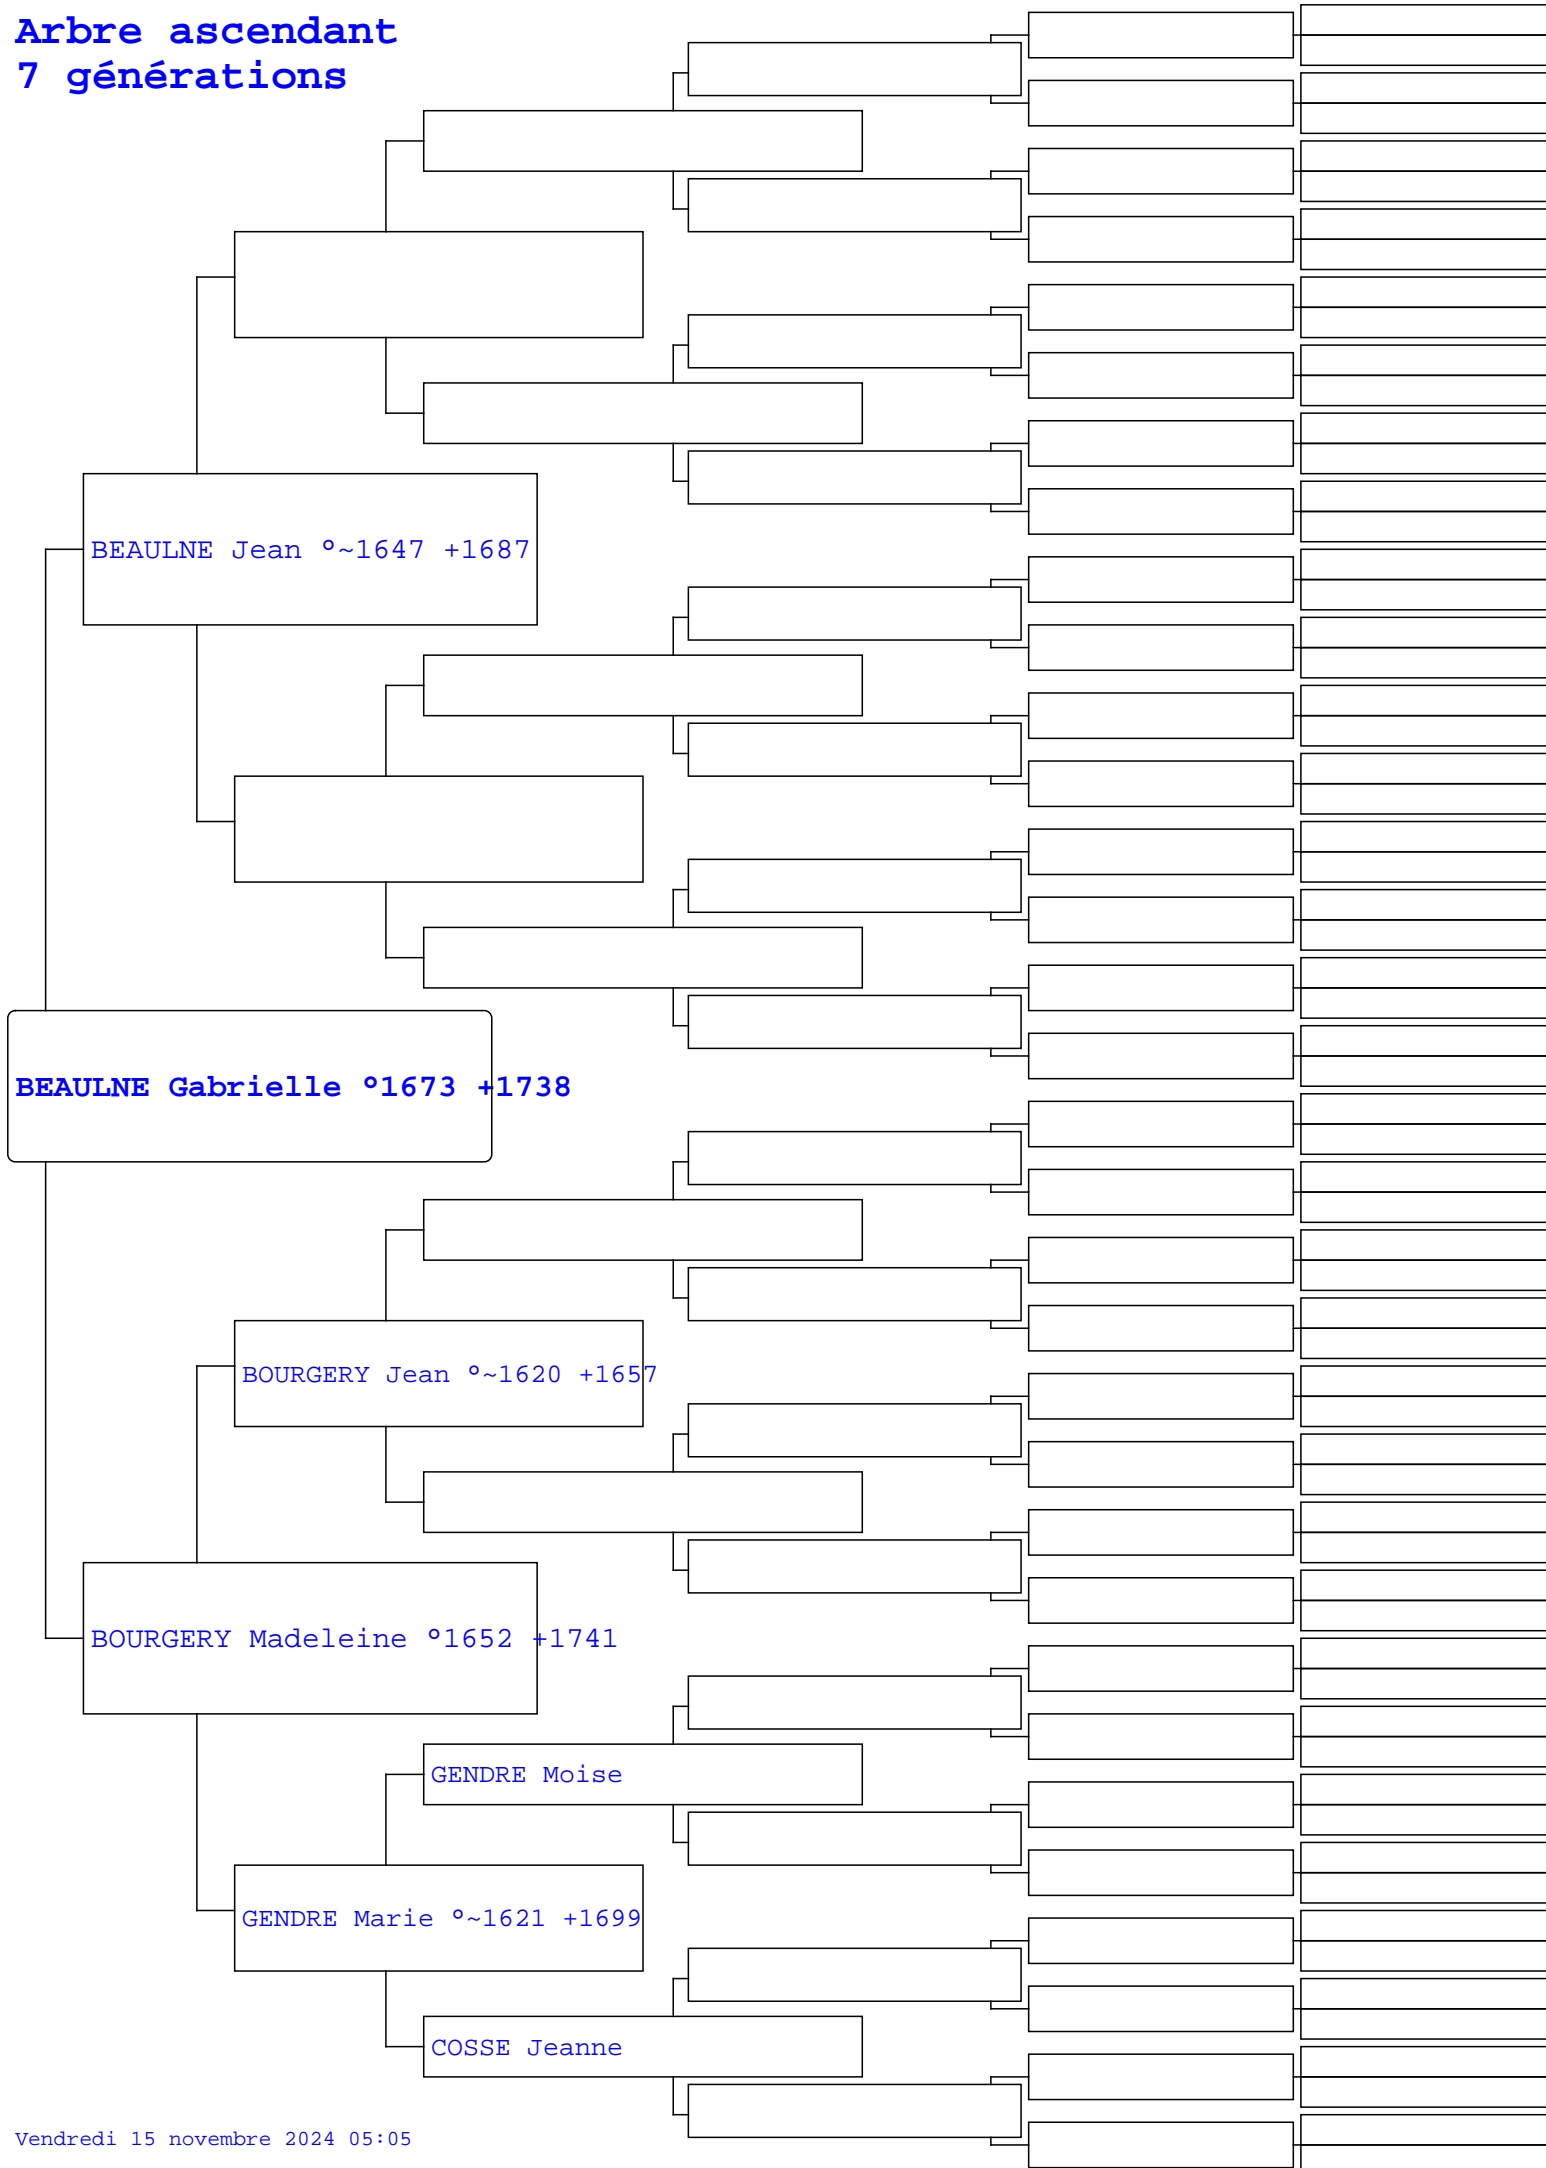 Arbre ascendant
7 générations
BEAULNE Jean °~1647 +1687
BEAULNE Gabrielle °1673 +1738
BOURGERY Jean °~1620 +1657
BOURGERY Madeleine °1652 +1741
GENDRE Moise
GENDRE Marie °~1621 +1699
COSSE Jeanne
Vendredi 15 novembre 2024 05:05